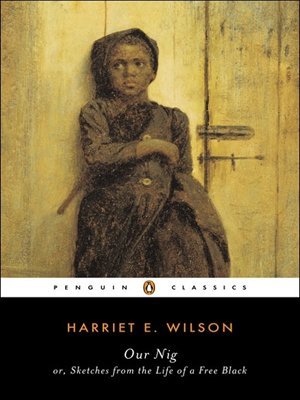 PENGUIN CLASSICS
HARRIET E. WILSON
Our Nig
or, Sketches from the Life of a Free Black